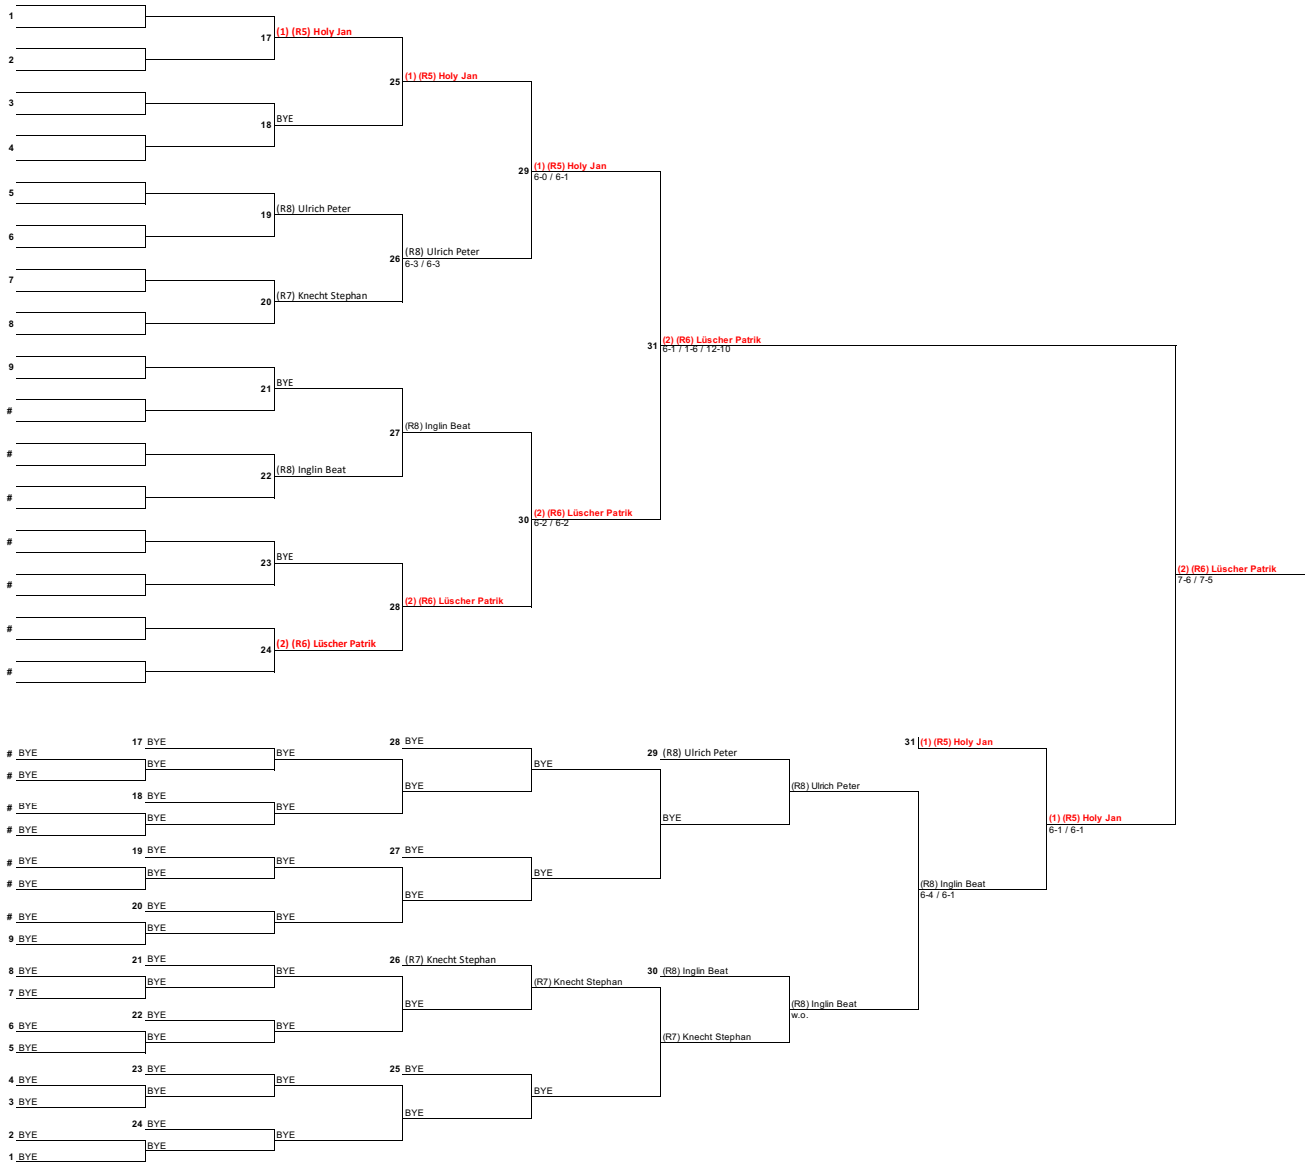 1
17 (1) (R5) Holy Jan
2
25 (1) (R5) Holy Jan
3
18 BYE
4
29 (1) (R5) Holy Jan
6-0 / 6-1
5
19 (R8) Ulrich Peter
6
26 (R8) Ulrich Peter
6-3 / 6-3
7
20 (R7) Knecht Stephan
8
31 (2) (R6) Lüscher Patrik
6-1 / 1-6 / 12-10
9
21 BYE
#
27 (R8) Inglin Beat
#
22 (R8) Inglin Beat
#
30 (2) (R6) Lüscher Patrik
6-2 / 6-2
#
23 BYE
#
(2) (R6) Lüscher Patrik
7-6 / 7-5
28 (2) (R6) Lüscher Patrik
#
24 (2) (R6) Lüscher Patrik
#
17 BYE
28 BYE
31 (1) (R5) Holy Jan
# BYE
BYE
29 (R8) Ulrich Peter
BYE
BYE
# BYE
BYE
(R8) Ulrich Peter
18 BYE
# BYE
BYE
BYE
BYE
(1) (R5) Holy Jan
6-1 / 6-1
# BYE
19 BYE
27 BYE
# BYE
BYE
BYE
BYE
# BYE
(R8) Inglin Beat
6-4 / 6-1
BYE
20 BYE
# BYE
BYE
BYE
9 BYE
21 BYE
26 (R7) Knecht Stephan
8 BYE
BYE
30 (R8) Inglin Beat
BYE
(R7) Knecht Stephan
7 BYE
BYE
(R8) Inglin Beat
w.o.
22 BYE
6 BYE
BYE
BYE
(R7) Knecht Stephan
5 BYE
23 BYE
25 BYE
4 BYE
BYE
BYE
BYE
3 BYE
BYE
24 BYE
2 BYE
BYE
BYE
1 BYE